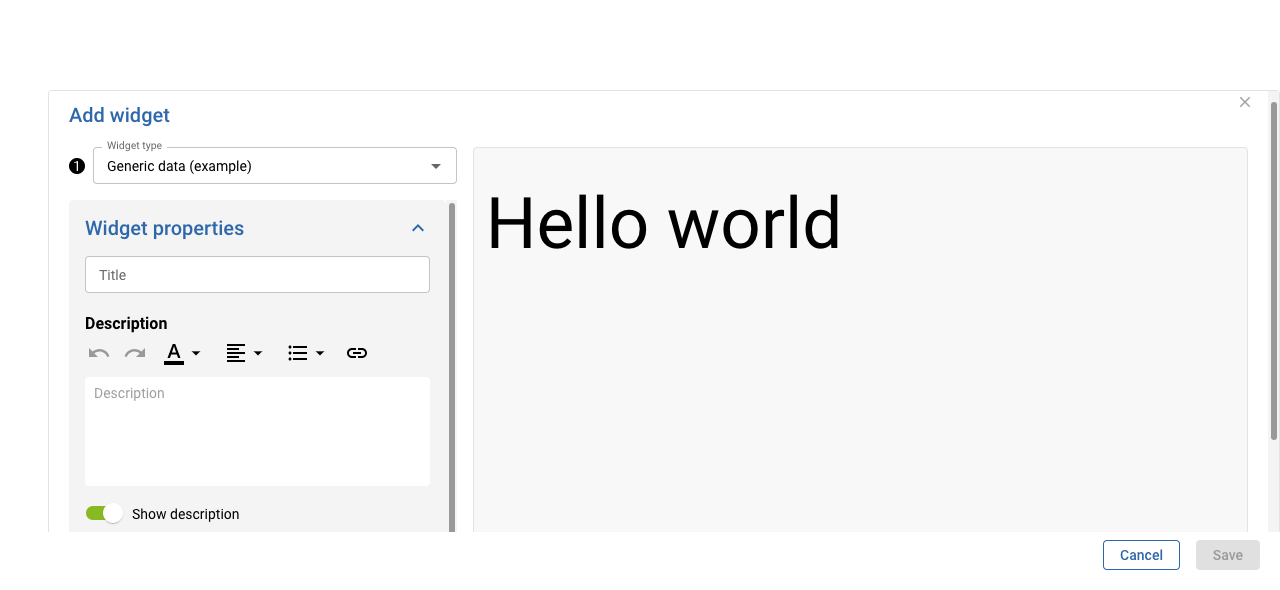 Add widget
1
Widget type
Generic data (example)
Widget properties
Title
Description
A
Description
Show description
Hello world
Cancel
Save